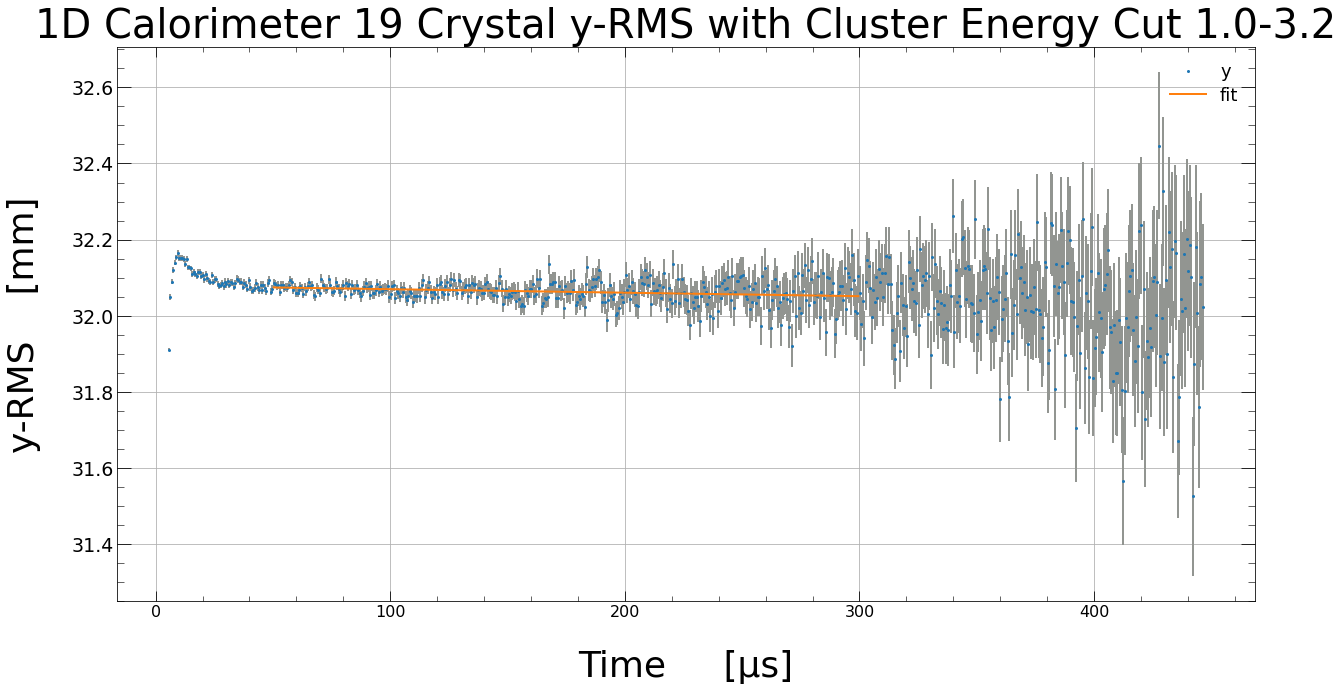 1D Calorimeter 19 Crystal y-RMS with Cluster Energy Cut 1.0-3.2
y
fit
32.6
32.4
32.2
32.0
31.8
31.6
31.4
y-RMS [mm]
0 100 200 300 400
Time [μs]